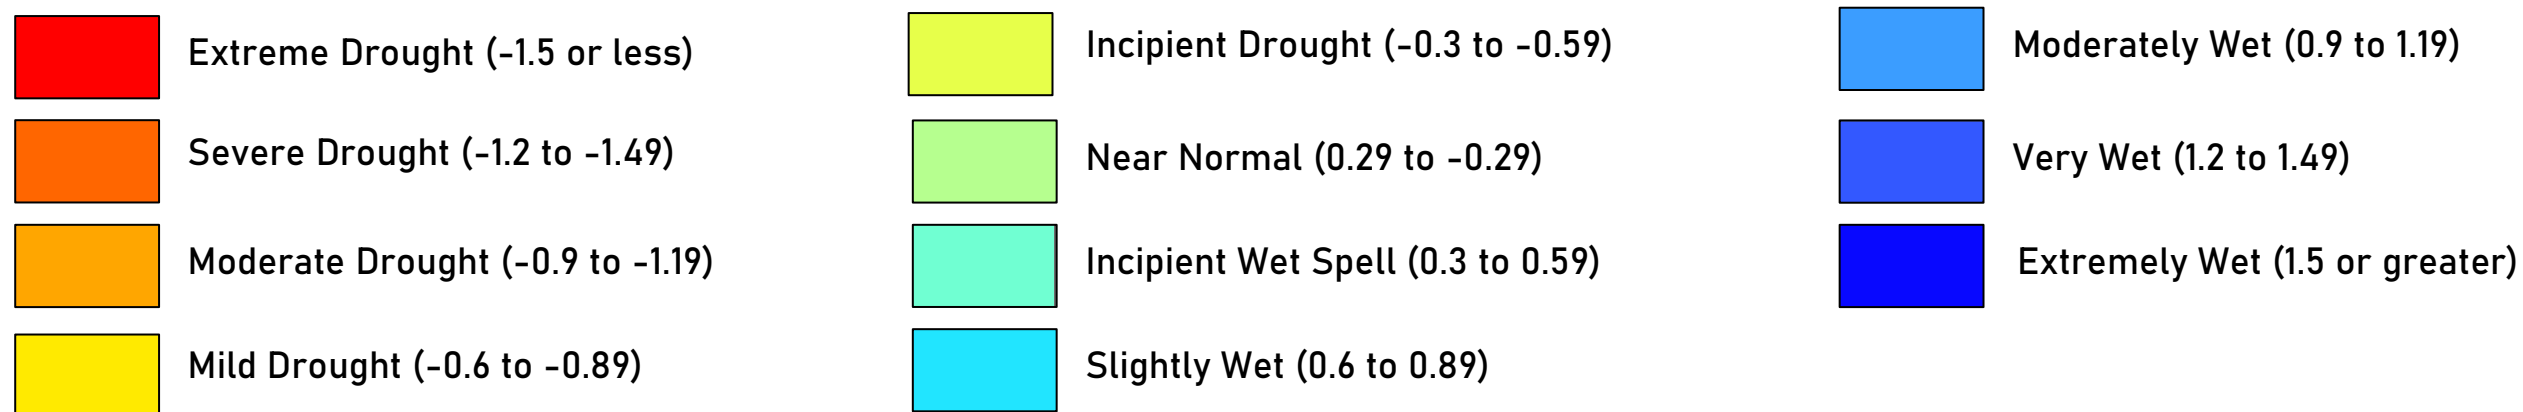 Extreme Drought (-1.5 or less)
Severe Drought (-1.2 to -1.49)
Moderate Drought (-0.9 to -1.19)
Mild Drought (-0.6 to -0.89)
Incipient Drought (-0.3 to -0.59)
Near Normal (0.29 to -0.29)
Incipient Wet Spell (0.3 to 0.59)
Slightly Wet (0.6 to 0.89)
Moderately Wet (0.9 to 1.19)
Very Wet (1.2 to 1.49)
Extremely Wet (1.5 or greater)